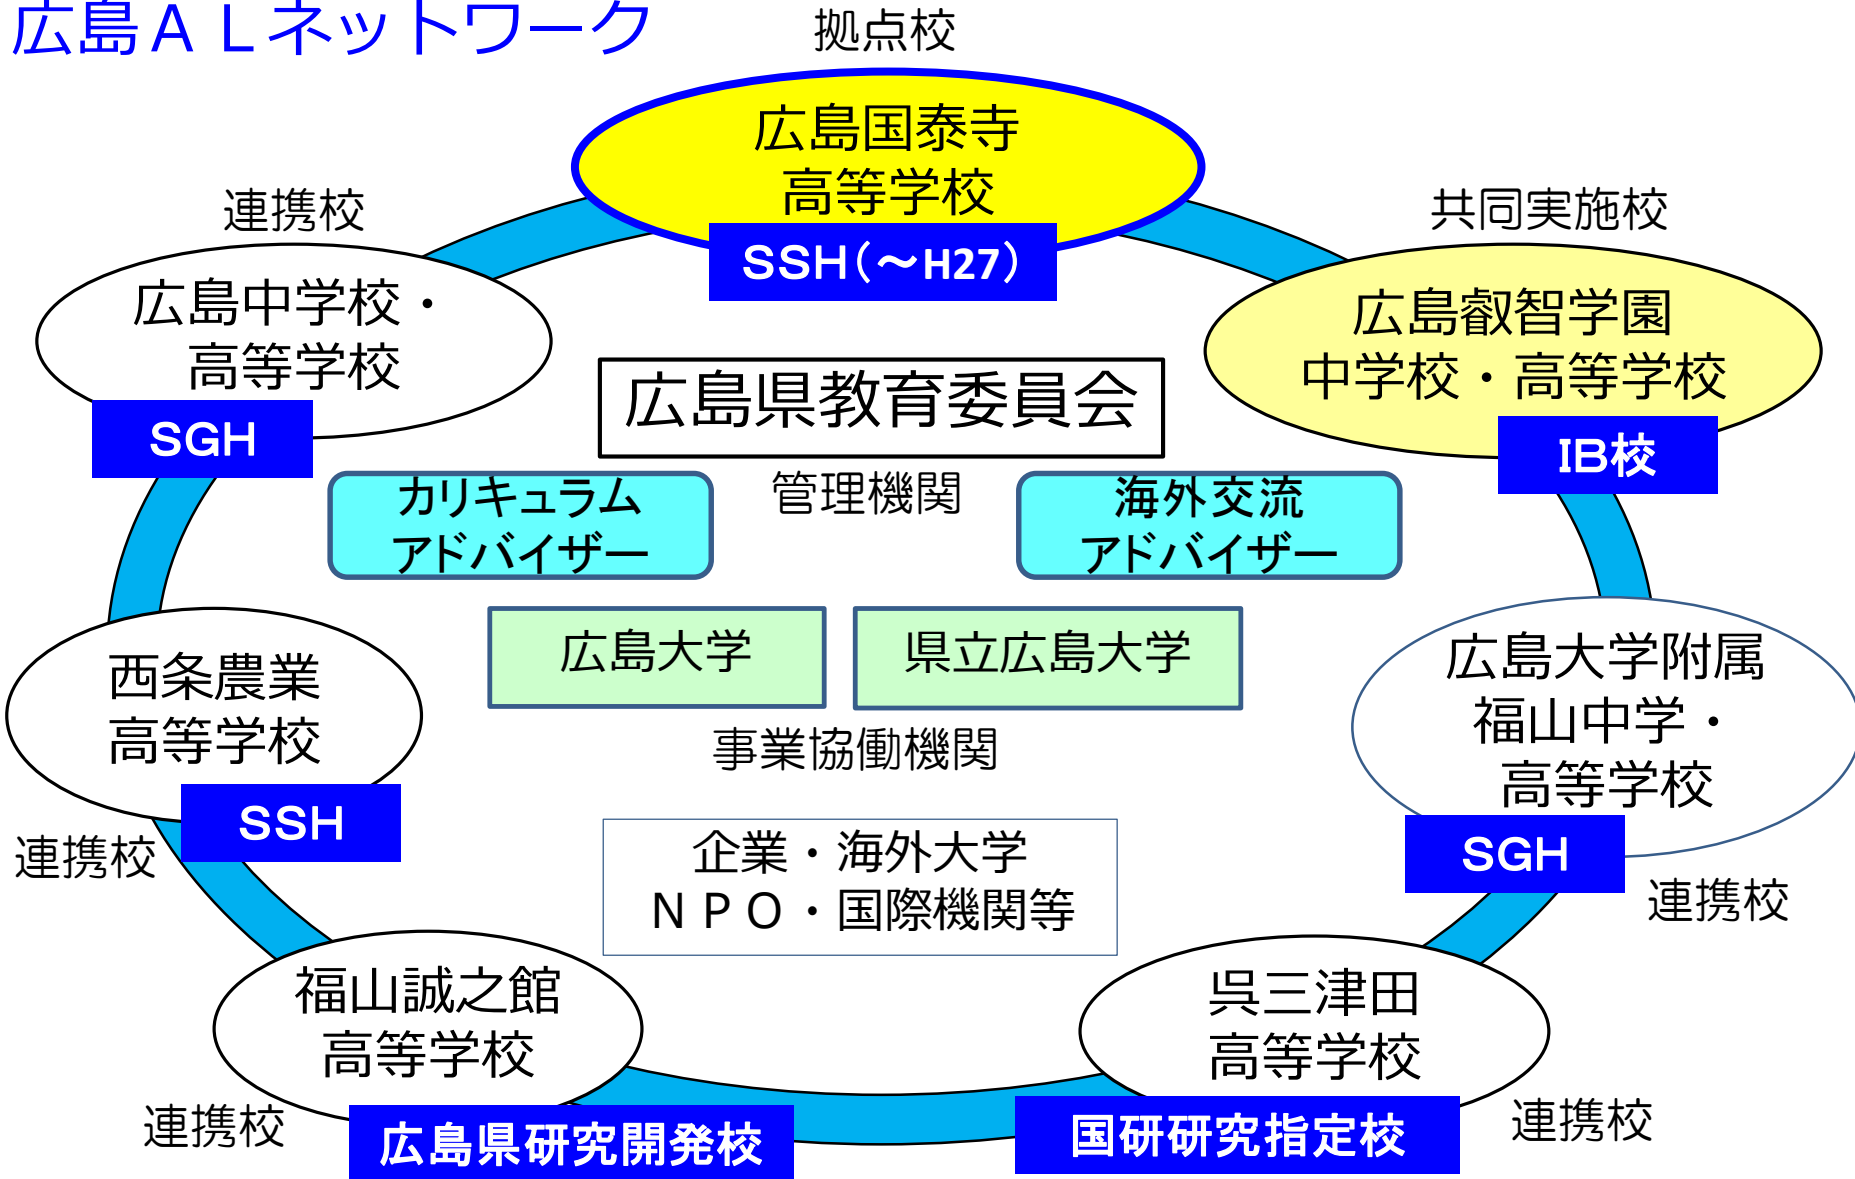 広島ＡＬネットワーク
拠点校
広島国泰寺
高等学校
SSH（～H27）
連携校
広島中学校・
高等学校
SGH
共同実施校
広島叡智学園
中学校・高等学校
IB校
広島県教育委員会
管理機関
カリキュラム
アドバイザー
海外交流
アドバイザー
広島大学
県立広島大学
事業協働機関
西条農業
高等学校
SSH
連携校
広島大学附属
福山中学・
高等学校
SGH
連携校
企業・海外大学
ＮＰＯ・国際機関等
福山誠之館
高等学校
連携校
広島県研究開発校
呉三津田
高等学校
国研研究指定校
連携校